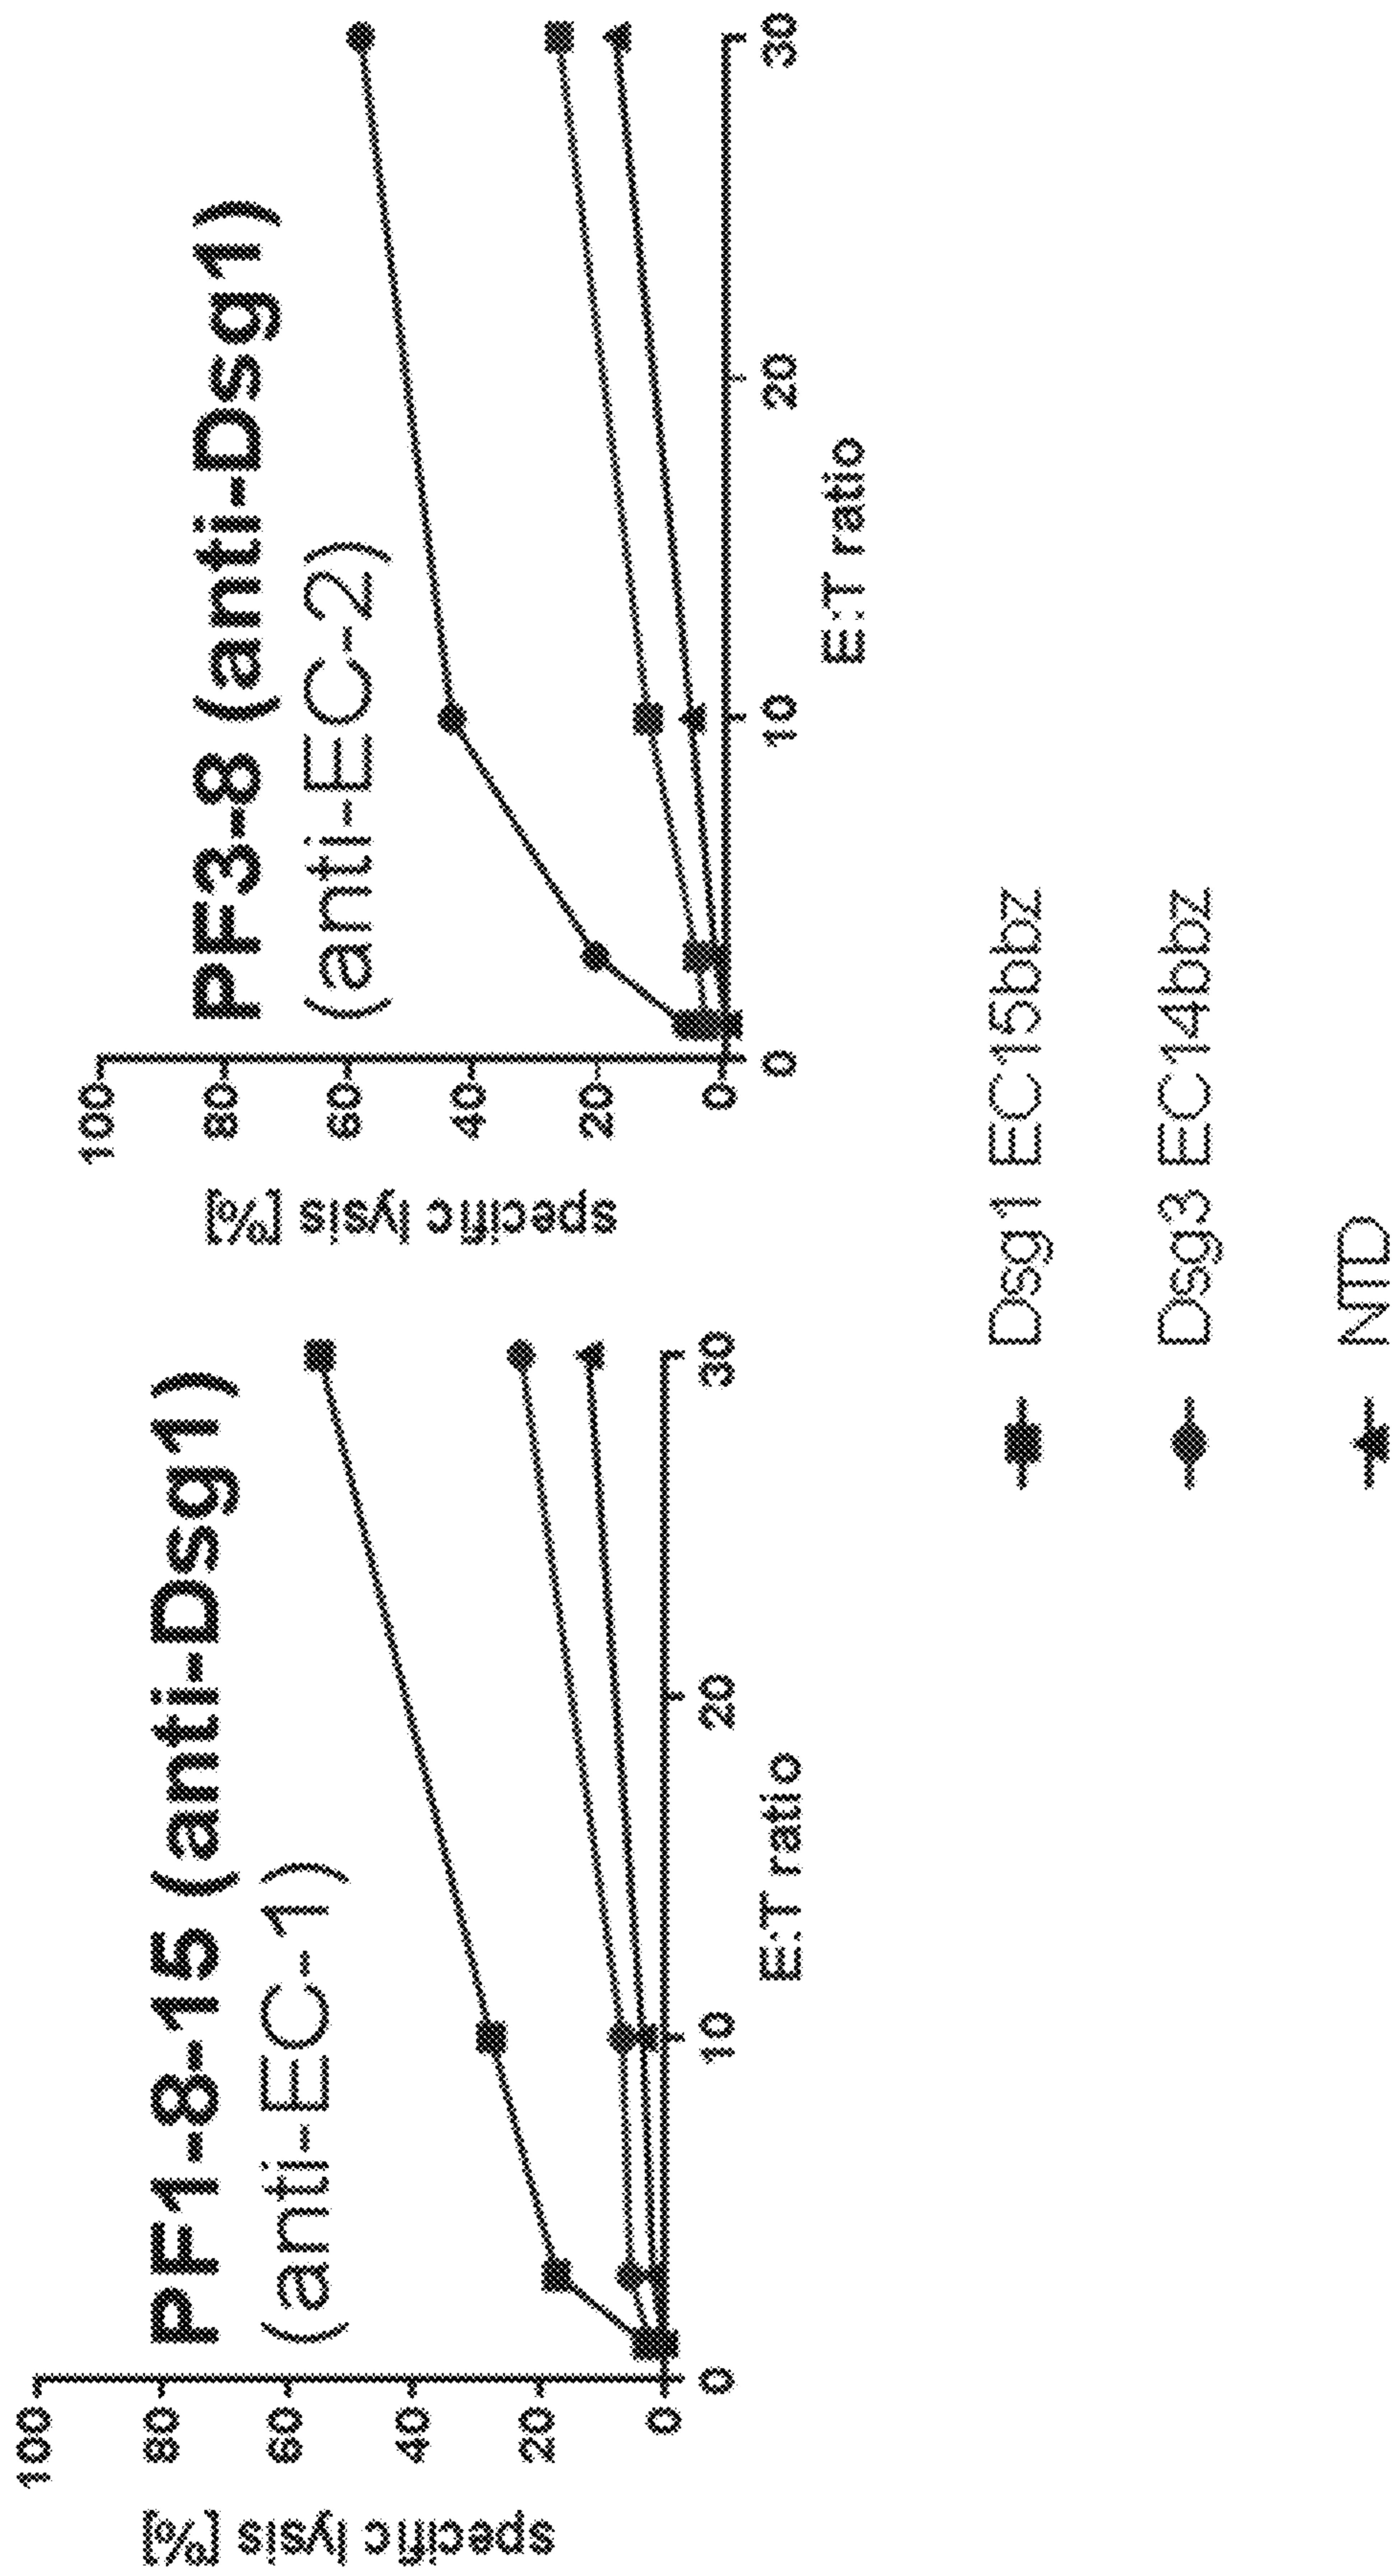 PF1-8-15 (anti-Dsg1)
(anti-EC-1)
specific lysis [%]
100
80
60
40
20
0
0
10
20
30
E:T ratio
PF3-8 (anti-Dsg1)
(anti-EC-2)
specific lysis [%]
100
80
60
40
20
0
0
10
20
30
E:T ratio
Dsg1 EC15bbz
Dsg3 EC14bbz
NTD